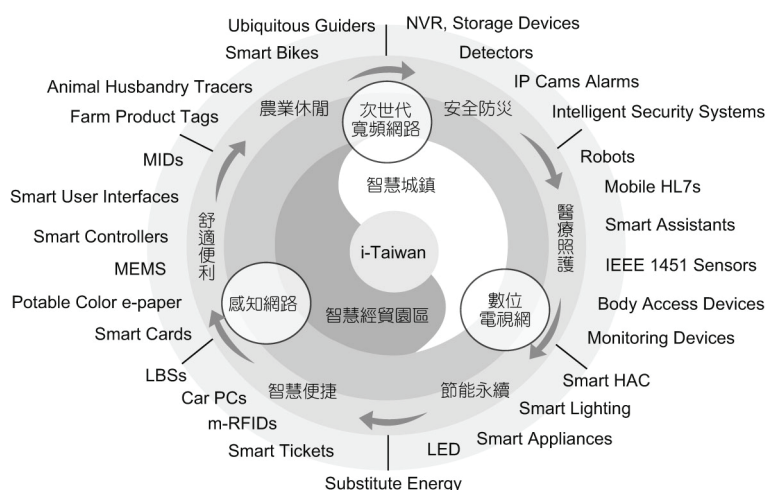 Ubiquitous Guiders
NVR, Storage Devices
Smart Bikes
Detectors
Animal Husbandry Tracers
IP Cams Alarms
Farm Product Tags
Intelligent Security Systems
MIDs
Robots
Smart User Interfaces
Mobile HL7s
Smart Controllers
Smart Assistants
MEMS
IEEE 1451 Sensors
Potable Color e-paper
Body Access Devices
Smart Cards
Monitoring Devices
LBSs
Smart HAC
Car PCs
Smart Lighting
m-RFIDs
Smart Appliances
Smart Tickets
LED
Substitute Energy
農業休閒
次世代
寬頻網路
安全防災
智慧城鎮
舒適便利
醫療照護
i-Taiwan
感知網路
智慧經貿園區
數位
電視網
智慧便捷
節能永續